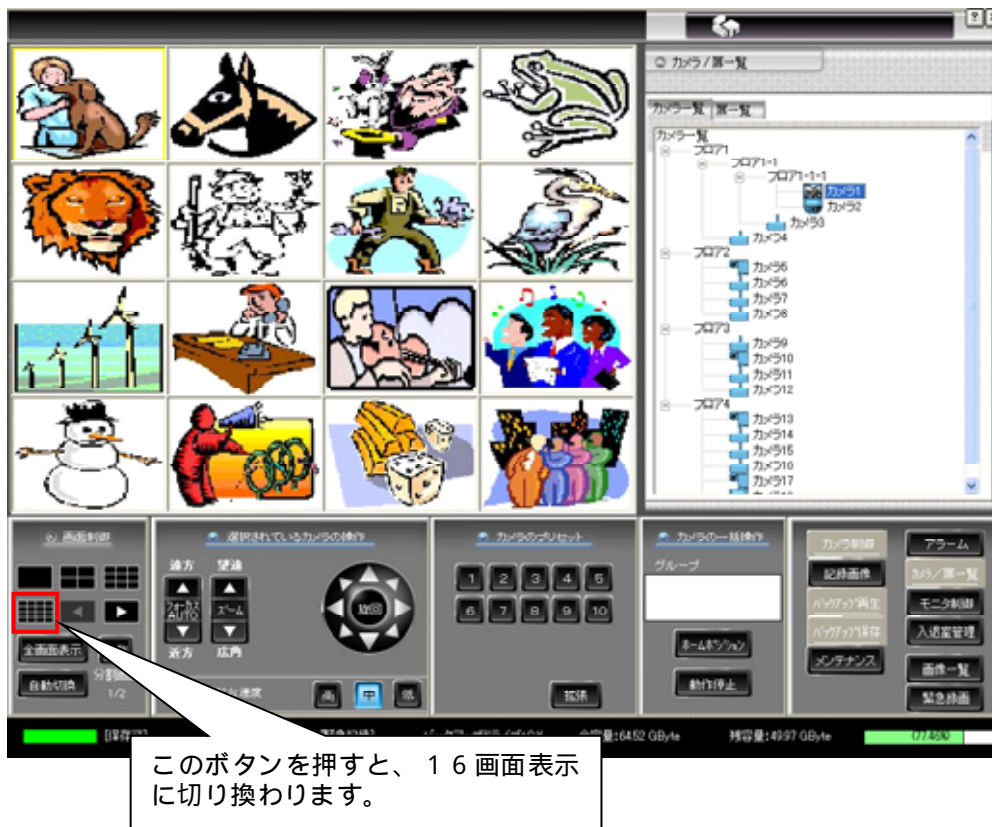 ?
カメラ/扉一覧
カメラ一覧 扉一覧
カメラ一覧
フロア1
フロア1-1
フロア1-1-1
カメラ1
カメラ2
カメラ3
カメラ4
フロア2
カメラ5
カメラ6
カメラ7
カメラ8
フロア3
カメラ9
カメラ10
カメラ11
カメラ12
フロア4
カメラ13
カメラ14
カメラ15
カメラ16
カメラ17
画面制御
全画面表示
自動切換
1/2
選択されているカメラの操作
遠方 望遠
フォーカス AUTO ズーム
近方 広角
旋回
速度
高 中 低
カメラのプリセット
1 2 3 4 5
6 7 8 9 10
拡張
カメラの一括操作
グループ
ホームポジション
動作停止
カメラ制御 アラーム
記録画像 カメラ/扉一覧
バックアップ再生 モニタ制御
バックアップ保存 入退室管理
メンテナンス 画像一覧
緊急録画
量:6452 GByte 残容量:4997 GByte (77.46%)
このボタンを押すと、16画面表示
に切り換わります。